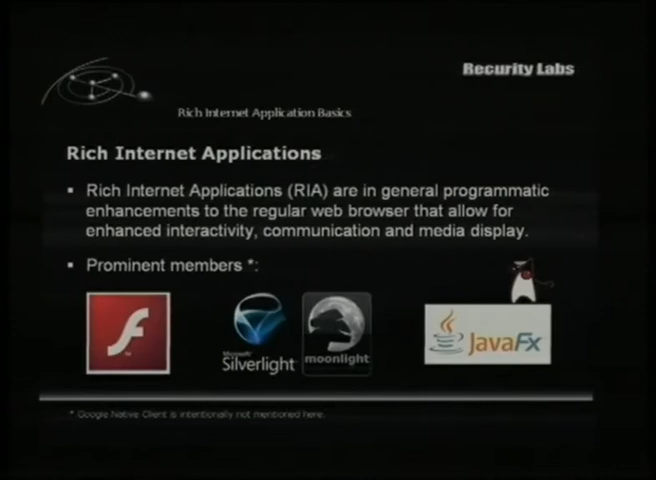 Recurity Labs
Rich Internet Application Basics
Rich Internet Applications
▪ Rich Internet Applications (RIA) are in general programmatic
enhancements to the regular web browser that allow for
enhanced interactivity, communication and media display.
▪ Prominent members *:
Microsoft
Silverlight
moonlight
JavaFx
* Google Native Client is intentionally not mentioned here.